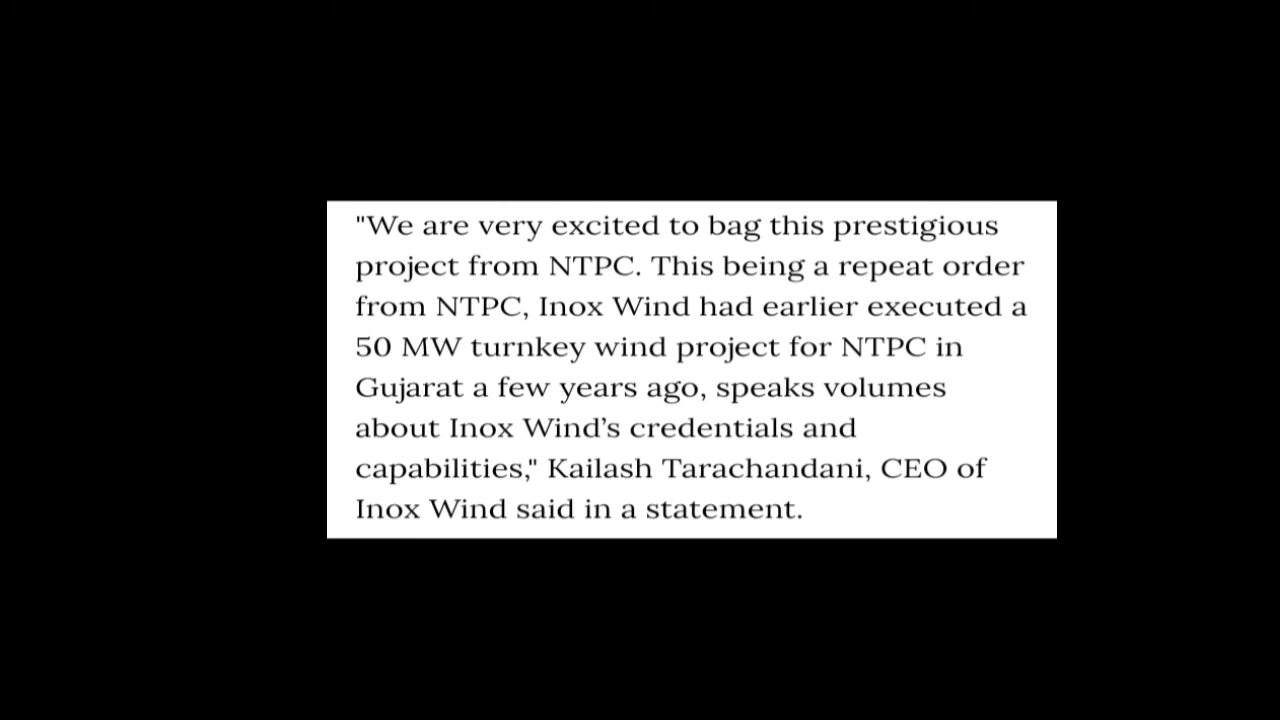 "We are very excited to bag this prestigious
project from NTPC. This being a repeat order
from NTPC, Inox Wind had earlier executed a
50 MW turnkey wind project for NTPC in
Gujarat a few years ago, speaks volumes
about Inox Wind’s credentials and
capabilities," Kailash Tarachandani, CEO of
Inox Wind said in a statement.